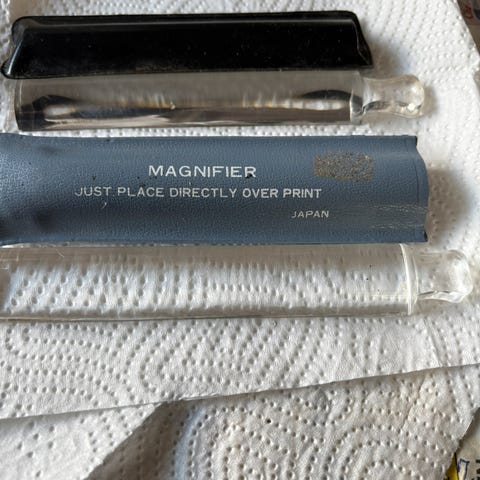 MAGNIFIER
JUST PLACE DIRECTLY OVER PRINT
JAPAN